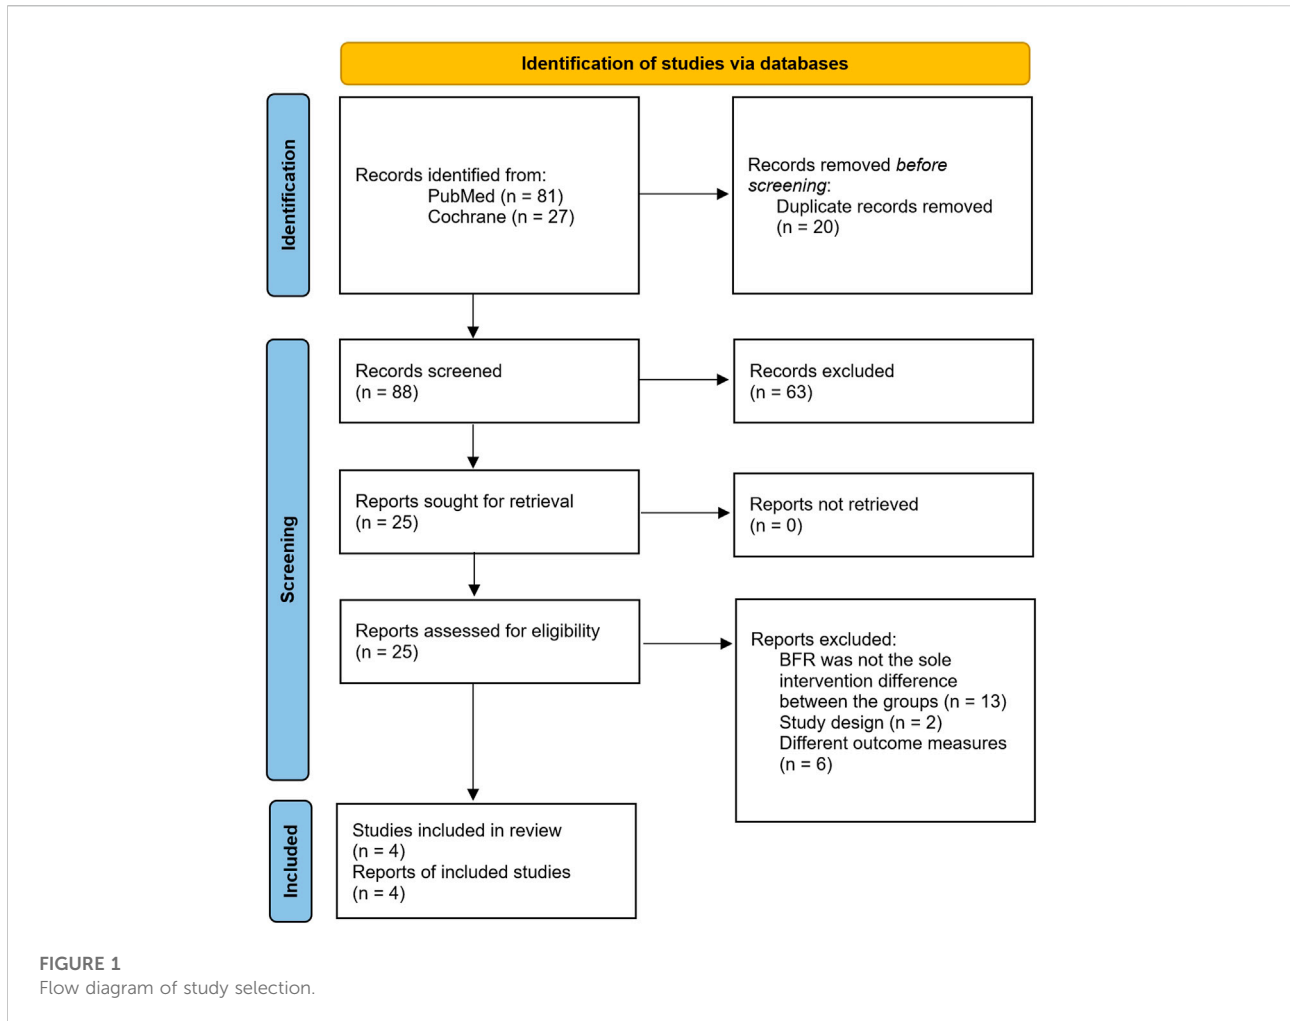 Identification of studies via databases
Identification
Records identified from:
PubMed (n = 81)
Cochrane (n = 27)
Records removed before
screening:
Duplicate records removed
(n = 20)
Screening
Records screened
(n = 88)
Records excluded
(n = 63)
Reports sought for retrieval
(n = 25)
Reports not retrieved
(n = 0)
Reports assessed for eligibility
(n = 25)
Reports excluded:
BFR was not the sole
intervention difference
between the groups (n = 13)
Study design (n = 2)
Different outcome measures
(n = 6)
Included
Studies included in review
(n = 4)
Reports of included studies
(n = 4)
FIGURE 1
Flow diagram of study selection.